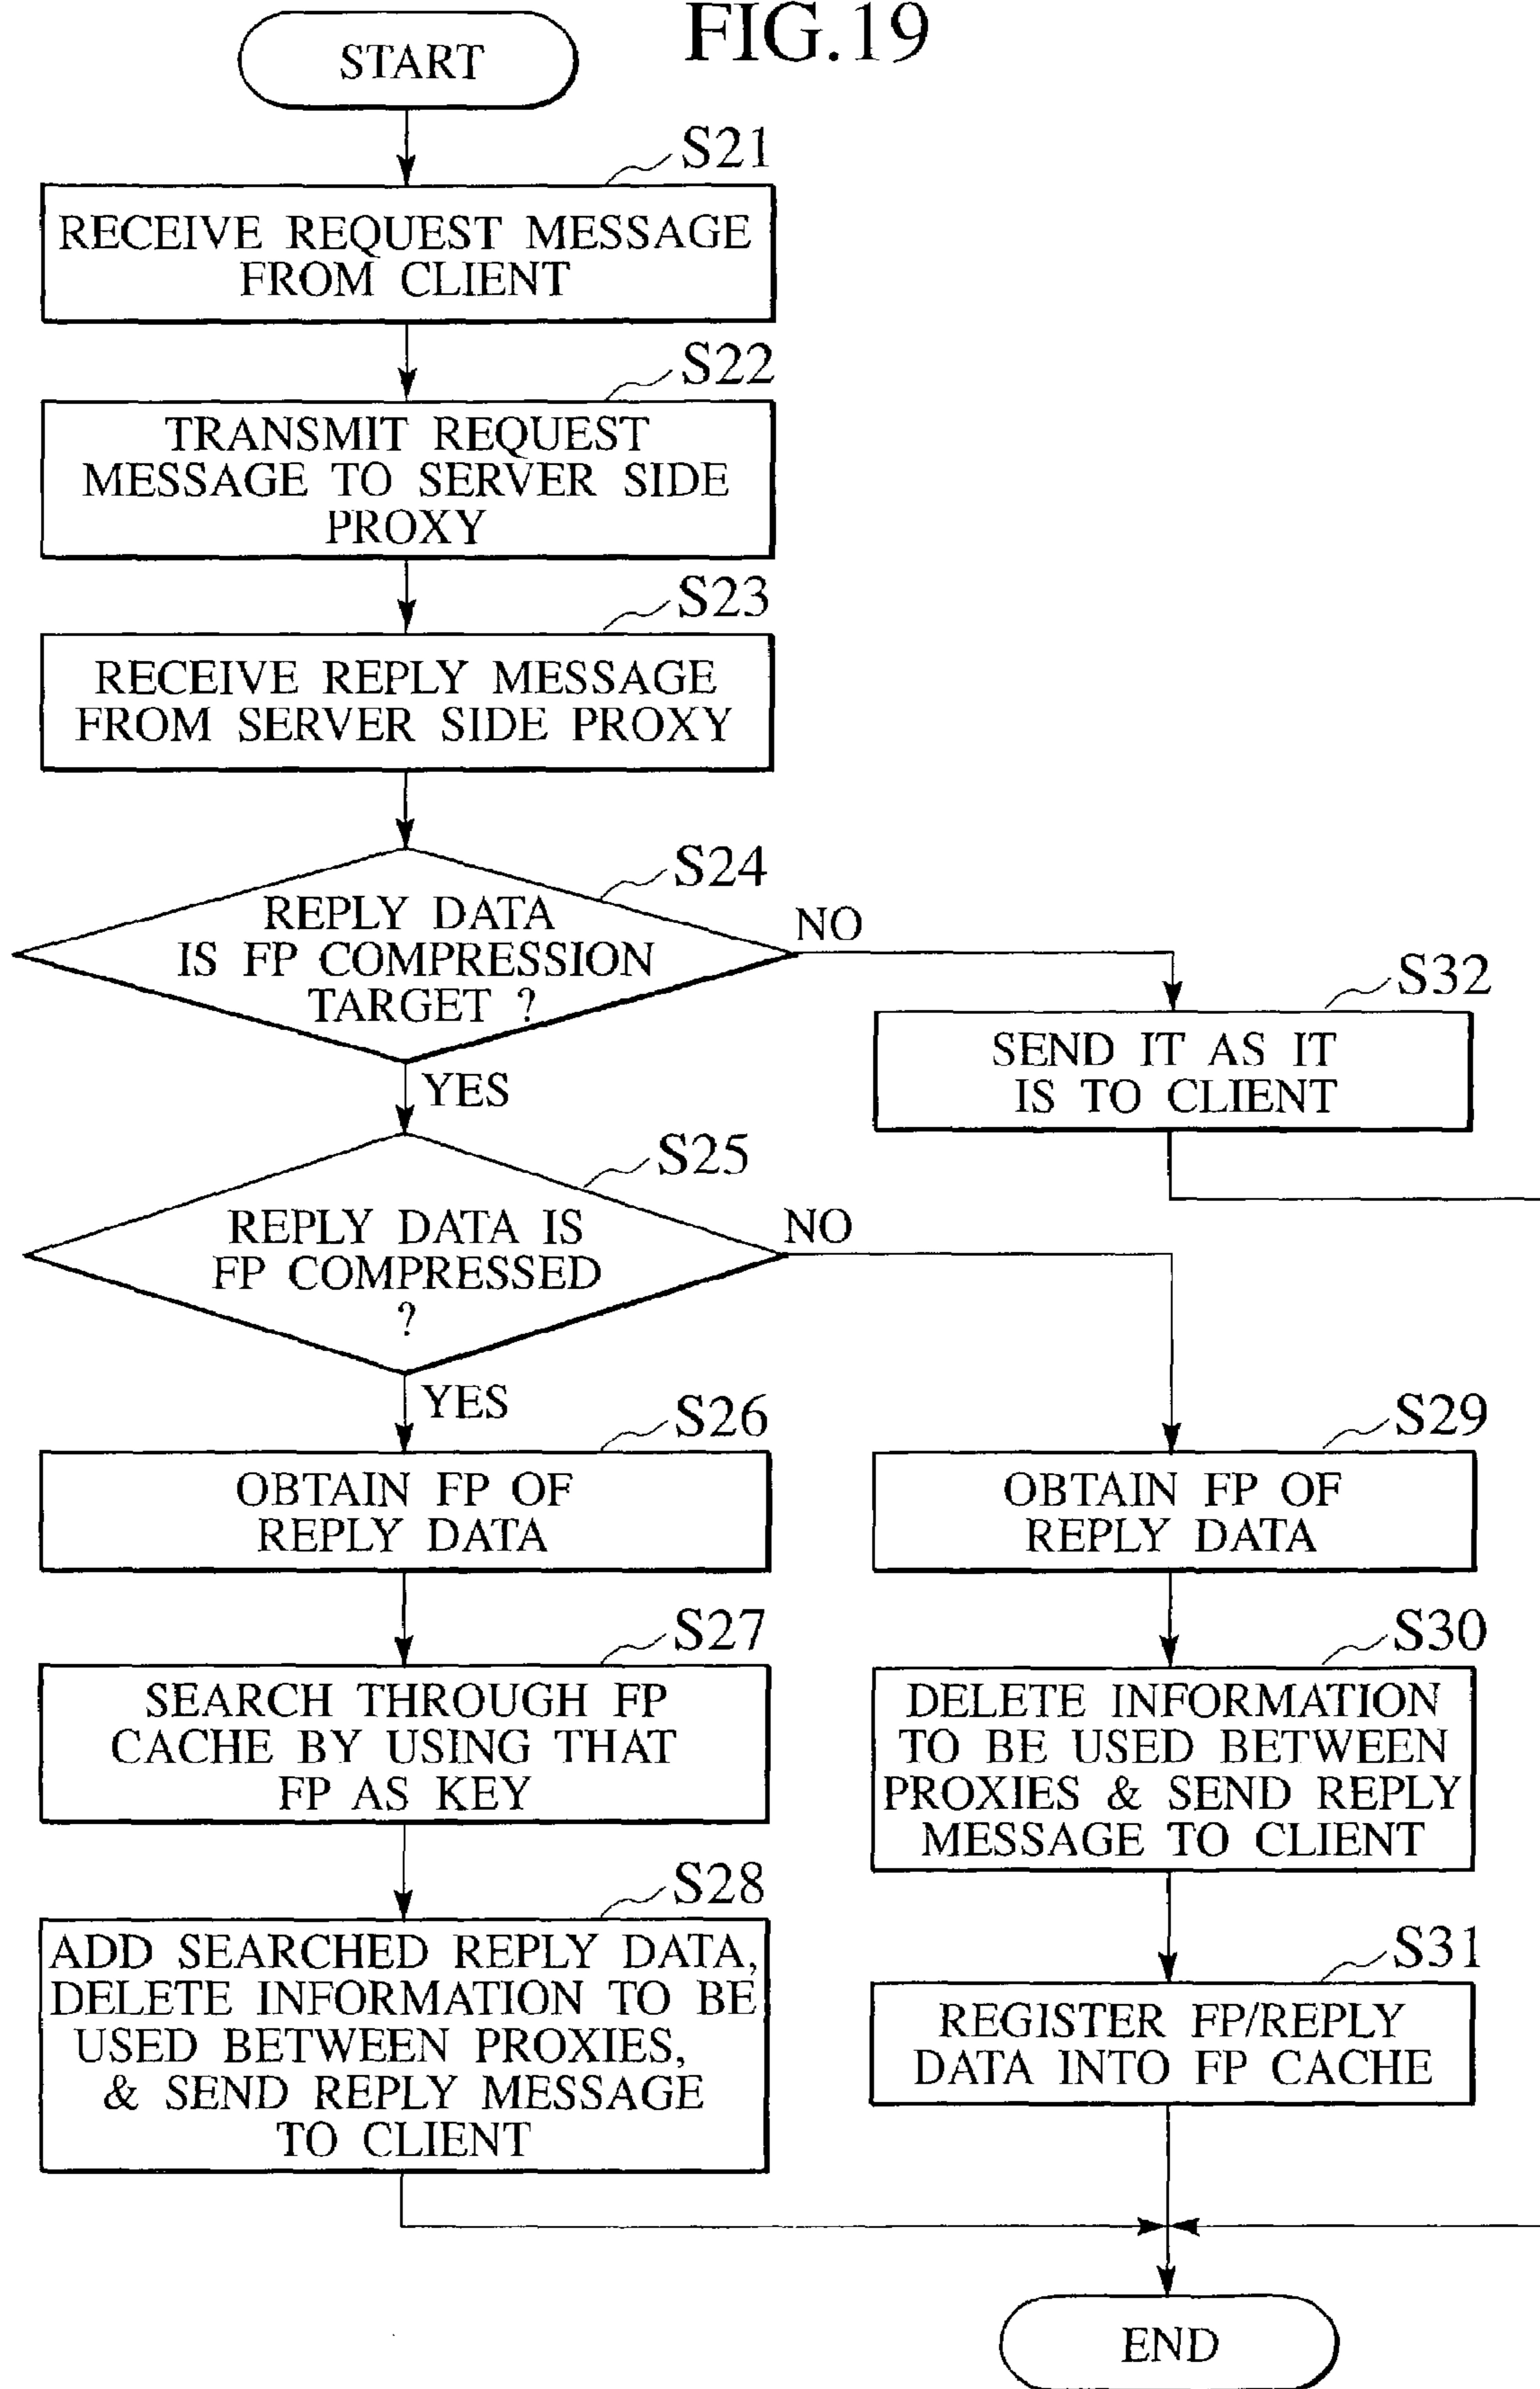 FIG.19
START
S21
RECEIVE REQUEST MESSAGE
FROM CLIENT
S22
TRANSMIT REQUEST
MESSAGE TO SERVER SIDE
PROXY
S23
RECEIVE REPLY MESSAGE
FROM SERVER SIDE PROXY
S24
REPLY DATA
IS FP COMPRESSION
TARGET ?
NO
YES
S32
SEND IT AS IT
IS TO CLIENT
S25
REPLY DATA IS
FP COMPRESSED
?
NO
YES
S26
OBTAIN FP OF
REPLY DATA
S27
SEARCH THROUGH FP
CACHE BY USING THAT
FP AS KEY
S28
ADD SEARCHED REPLY DATA,
DELETE INFORMATION TO BE
USED BETWEEN PROXIES,
& SEND REPLY MESSAGE
TO CLIENT
S29
OBTAIN FP OF
REPLY DATA
S30
DELETE INFORMATION
TO BE USED BETWEEN
PROXIES & SEND REPLY
MESSAGE TO CLIENT
S31
REGISTER FP/REPLY
DATA INTO FP CACHE
END